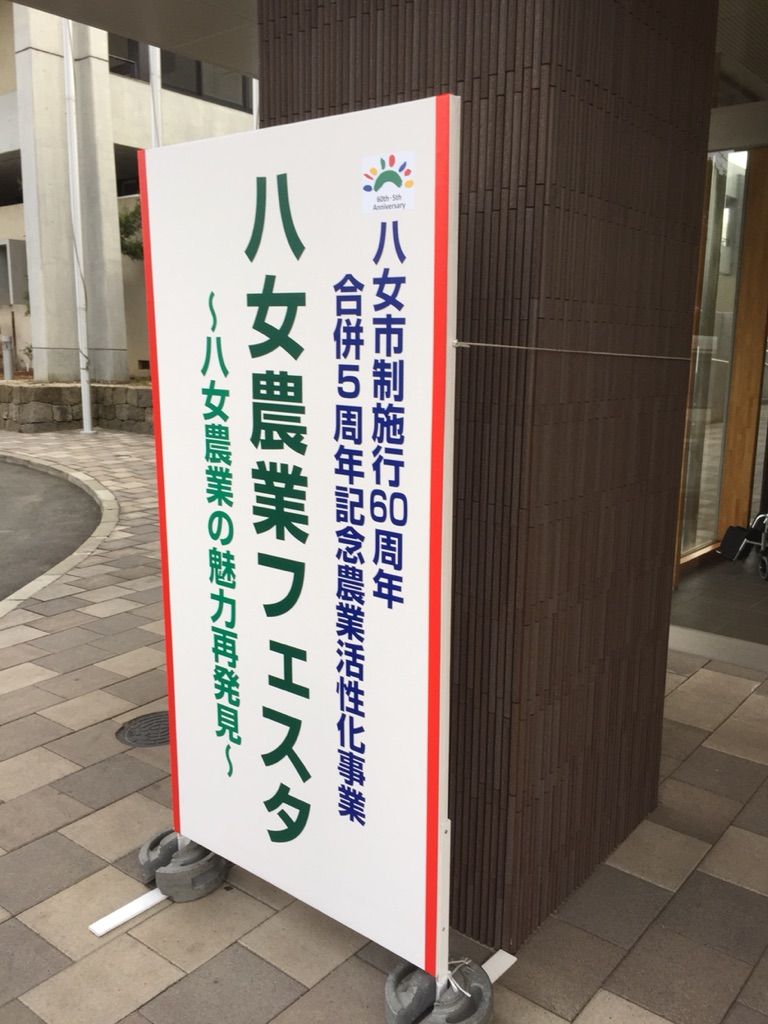 60th・5th
Anniversary
八女市制施行60周年
合併5周年記念農業活性化事業
八女農業フェスタ
～八女農業の魅力再発見～